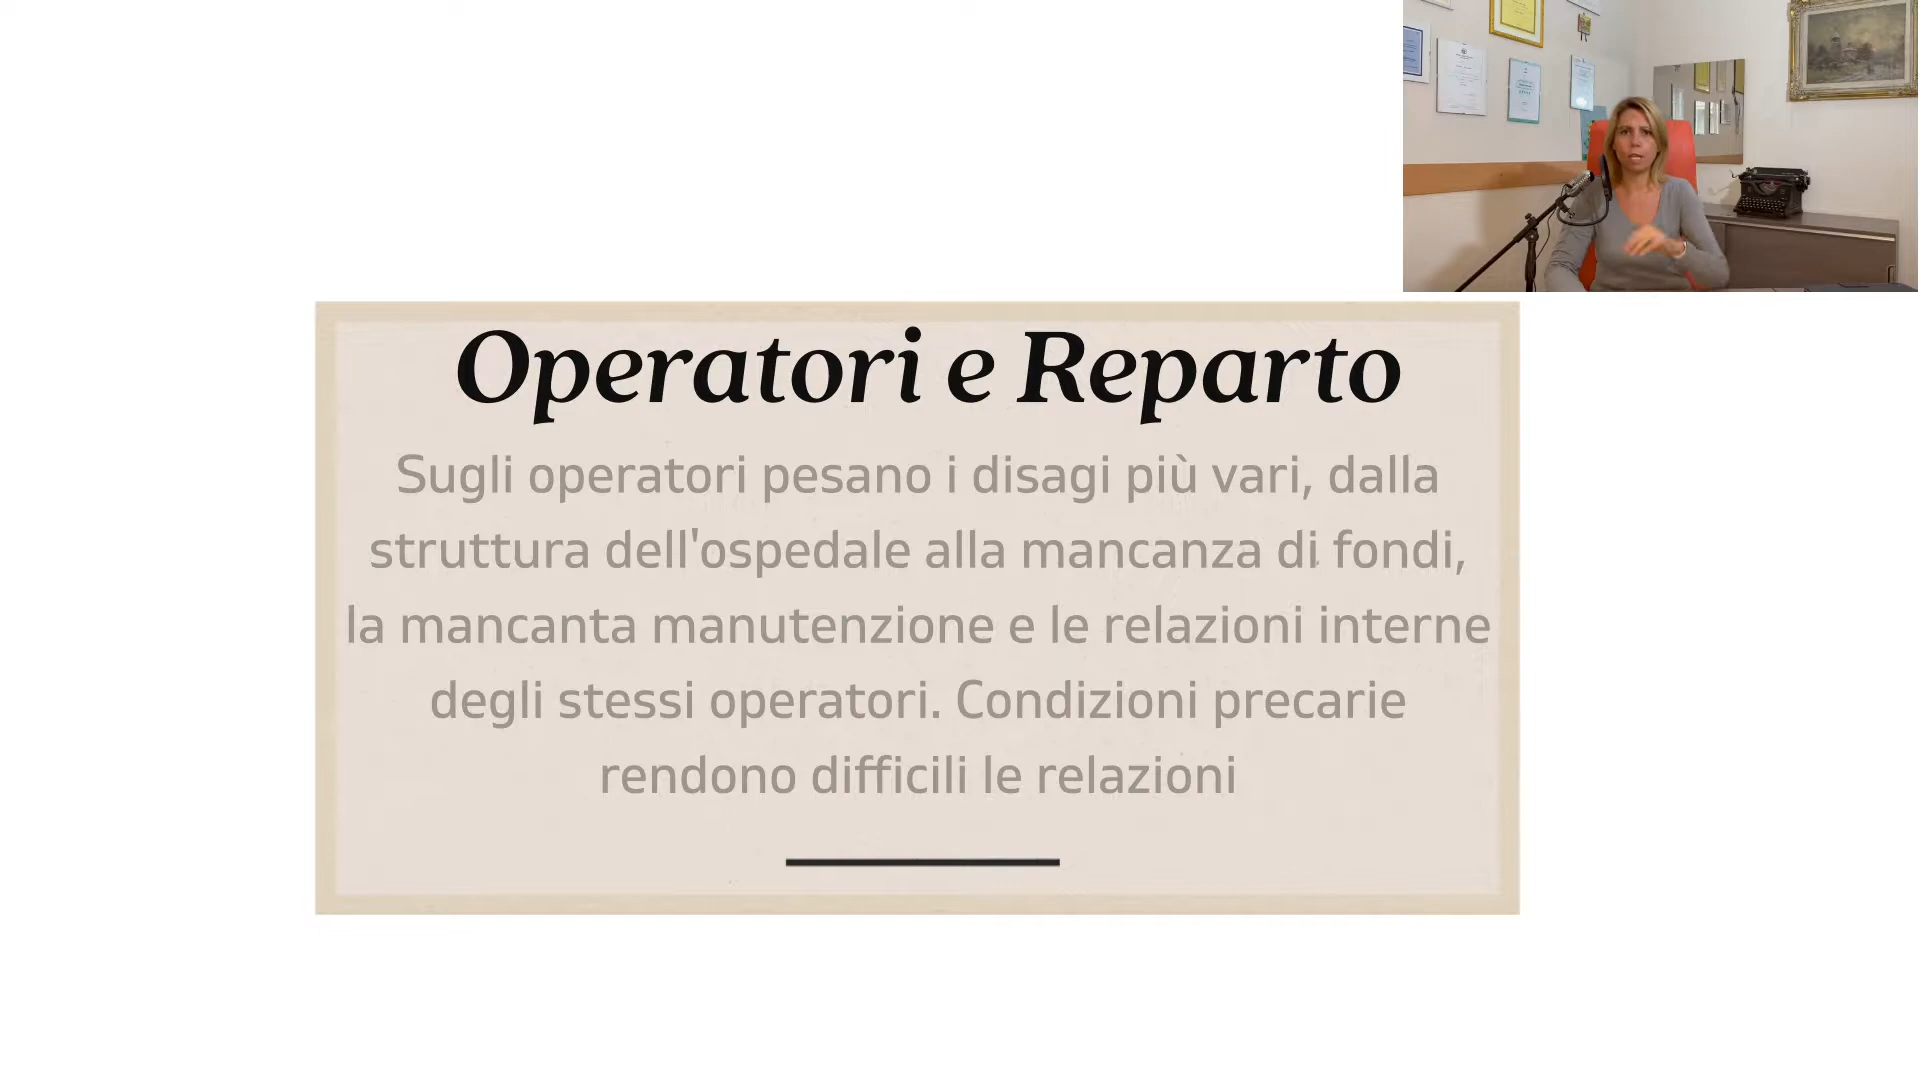 Operatori e Reparto
Sugli operatori pesano i disagi più vari, dalla
struttura dell'ospedale alla mancanza di fondi,
la mancanta manutenzione e le relazioni interne
degli stessi operatori. Condizioni precarie
rendono difficili le relazioni